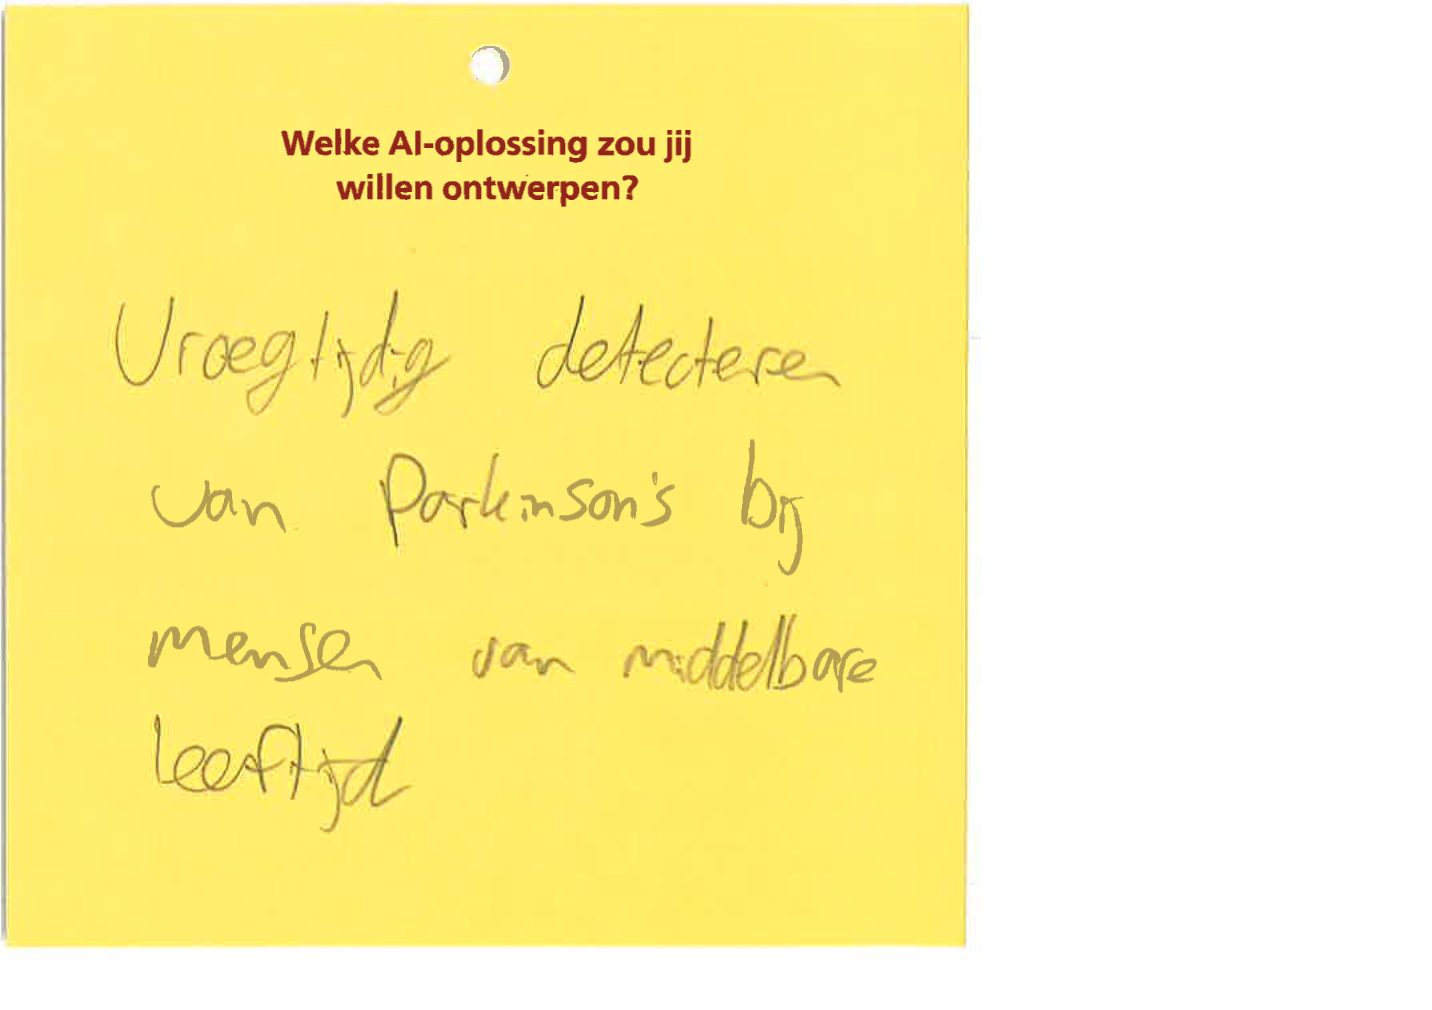 Welke AI-oplossing zou jij
willen ontwerpen?
Vroegtijdig detecteren
van Parkinson's bij
mensen van middelbare
leeftijd